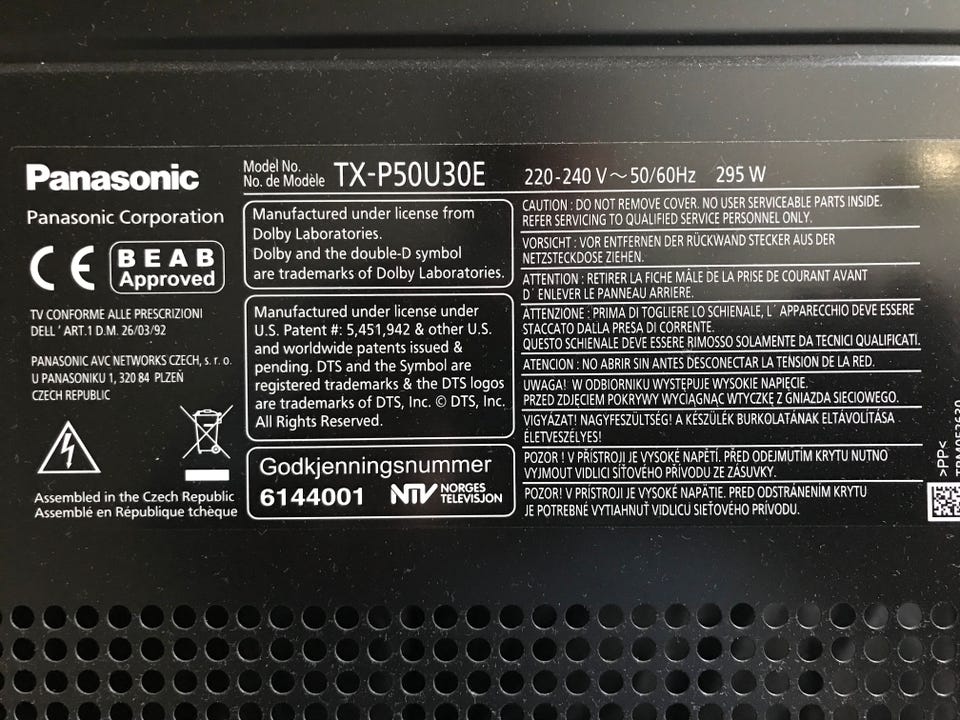 Panasonic
Panasonic Corporation
CE
BEAB
Approved
TV CONFORME ALLE PRESCRIZIONI
DELL' ART.1 D.M. 26/03/92
PANASONIC AVC NETWORKS CZECH, s. r. o.
U PANASONIKU 1, 320 84 PLZEŇ
CZECH REPUBLIC
Assembled in the Czech Republic
Assemblé en République tchèque
Model No.
No. de Modèle TX-P50U30E
220-240 V~50/60Hz 295 W
Manufactured under license from
Dolby Laboratories.
Dolby and the double-D symbol
are trademarks of Dolby Laboratories.
Manufactured under license under
U.S. Patent #: 5,451,942 & other U.S.
and worldwide patents issued &
pending. DTS and the Symbol are
registered trademarks & the DTS logos
are trademarks of DTS, Inc. © DTS, Inc.
All Rights Reserved.
Godkjenningsnummer
6144001 NTV NORGES
TELEVISJON
CAUTION : DO NOT REMOVE COVER. NO USER SERVICEABLE PARTS INSIDE.
REFER SERVICING TO QUALIFIED SERVICE PERSONNEL ONLY.
VORSICHT : VOR ENTFERNEN DER RÜCKWAND STECKER AUS DER
NETZSTECKDOSE ZIEHEN.
ATTENTION : RETIRER LA FICHE MÂLE DE LA PRISE DE COURANT AVANT
D´ ENLEVER LE PANNEAU ARRIERE.
ATTENZIONE : PRIMA DI TOGLIERE LO SCHIENALE, L´ APPARECCHIO DEVE ESSERE
STACCATO DALLA PRESA DI CORRENTE.
QUESTO SCHIENALE DEVE ESSERE RIMOSSO SOLAMENTE DA TECNICI QUALIFICATI.
ATENCION : NO ABRIR SIN ANTES DESCONECTAR LA TENSION DE LA RED.
UWAGA! W ODBIORNIKU WYSTĘPUJE WYSOKIE NAPIĘCIE.
PRZED ZDJĘCIEM POKRYWY WYCIĄGNĄĆ WTYCZKĘ Z GNIAZDA SIECIOWEGO.
VIGYÁZAT! NAGYFESZÜLTSÉG! A KÉSZÜLÉK BURKOLATÁNAK ELTÁVOLÍTÁSA
ÉLETVESZÉLYES!
POZOR ! V PŘÍSTROJI JE VYSOKÉ NAPĚTÍ. PŘED ODEJMUTÍM KRYTU NUTNO
VYJMOUT VIDLICI SÍŤOVÉHO PŘÍVODU ZE ZÁSUVKY.
POZOR! V PRÍSTROJI JE VYSOKÉ NAPÄTIE. PRED ODSTRÁNENÍM KRYTU
JE POTREBNÉ VYTIAHNUŤ VIDLICU SIEŤOVÉHO PRÍVODU.
>PP<